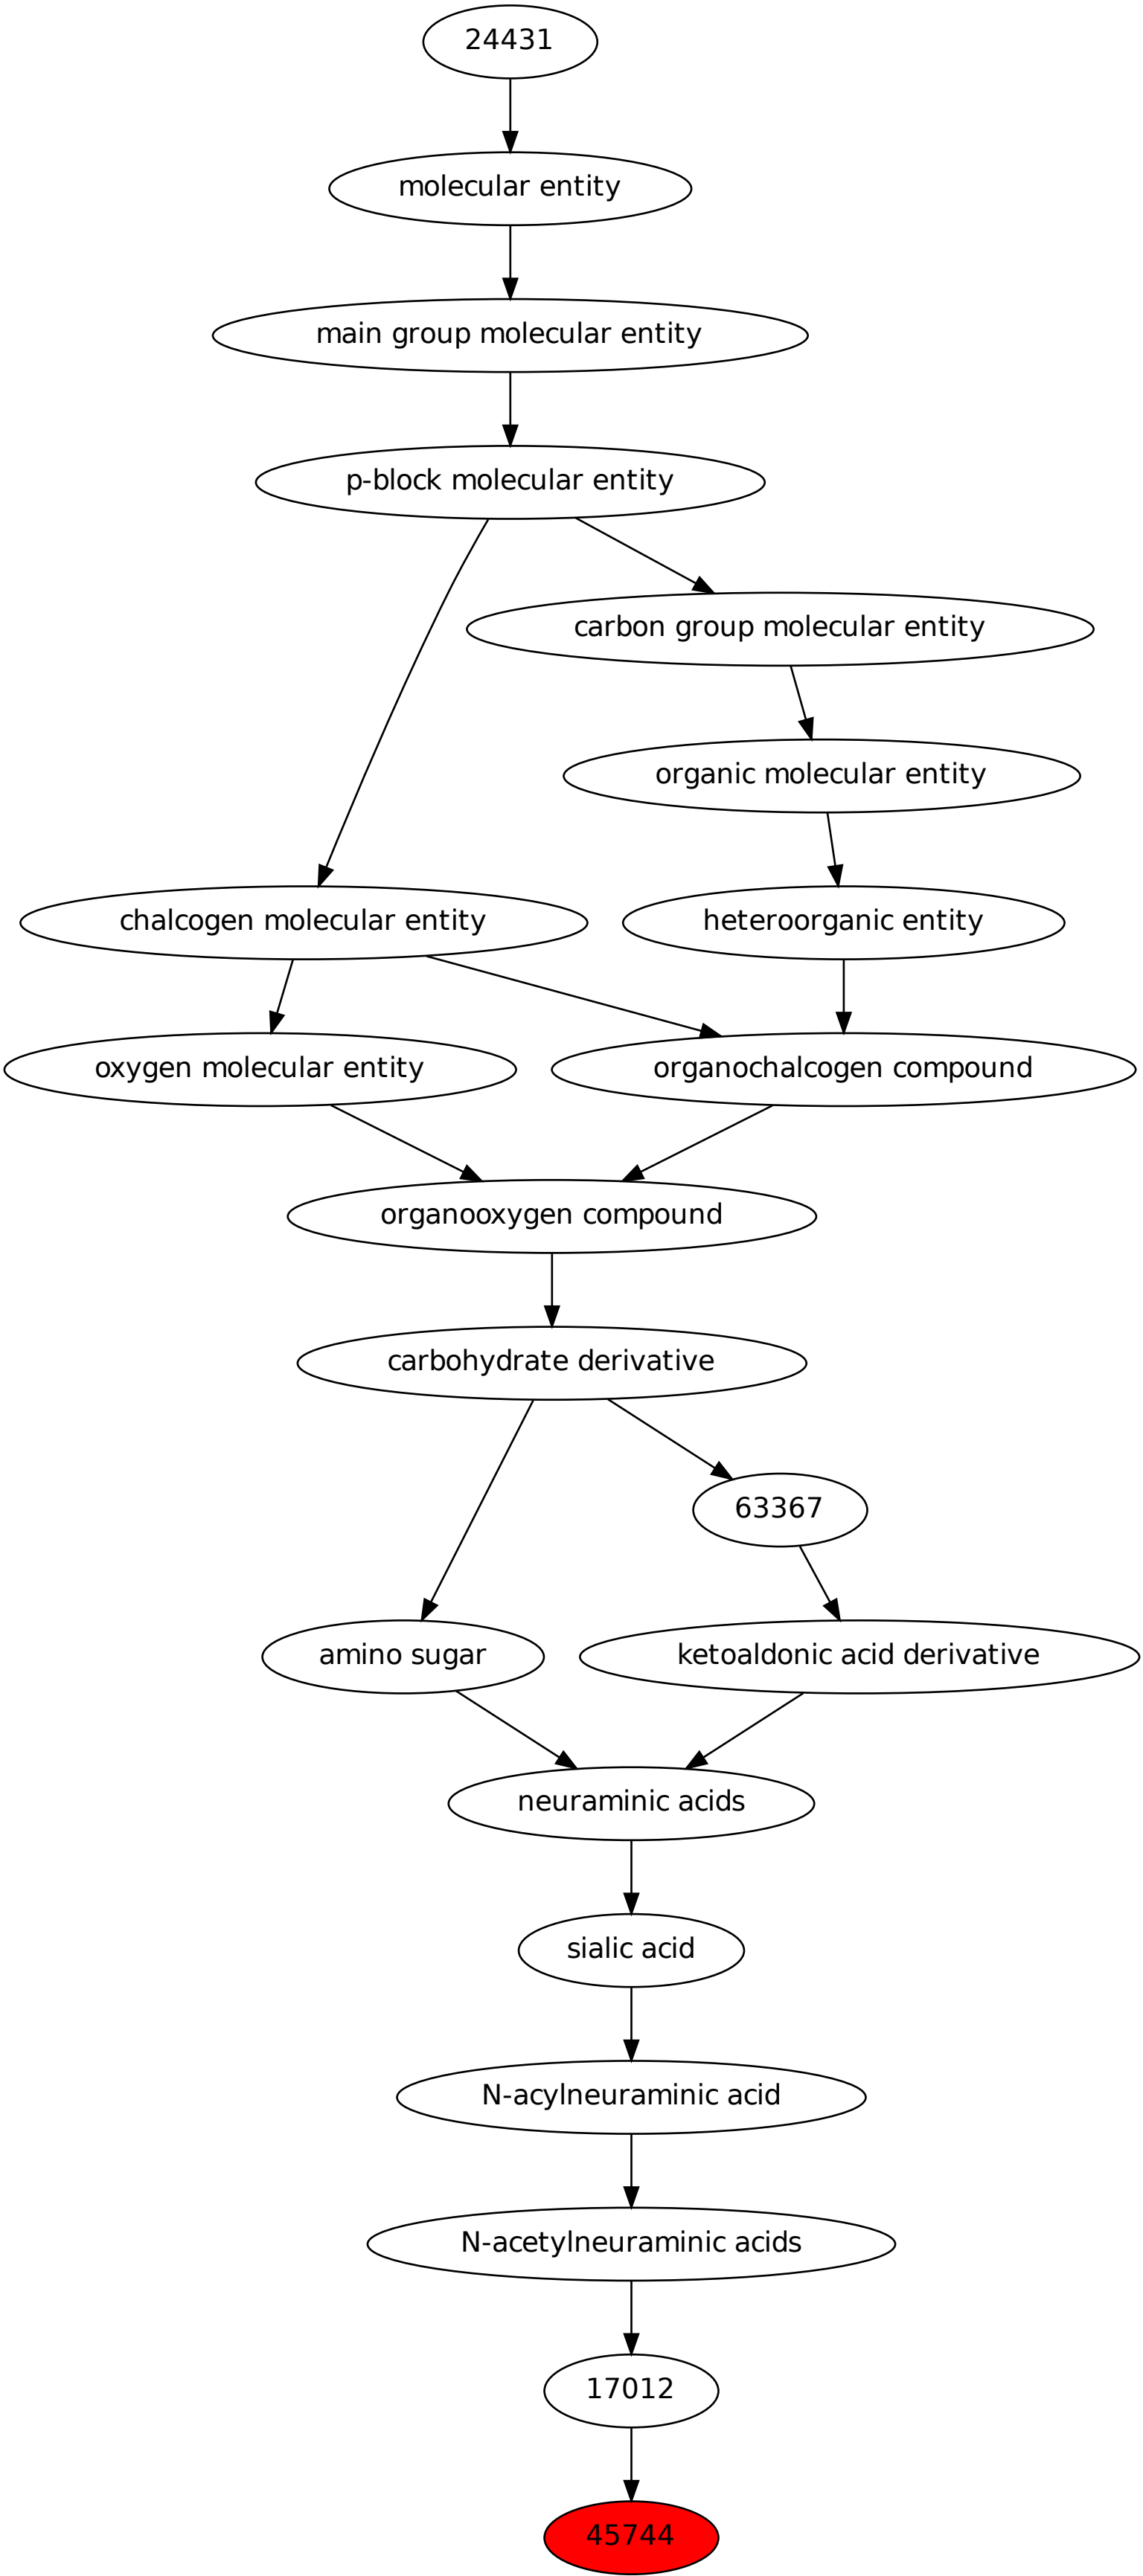 24431
molecular entity
main group molecular entity
p-block molecular entity
carbon group molecular entity
organic molecular entity
chalcogen molecular entity
heteroorganic entity
oxygen molecular entity
organochalcogen compound
organooxygen compound
carbohydrate derivative
63367
amino sugar
ketoaldonic acid derivative
neuraminic acids
sialic acid
N-acylneuraminic acid
N-acetylneuraminic acids
17012
45744